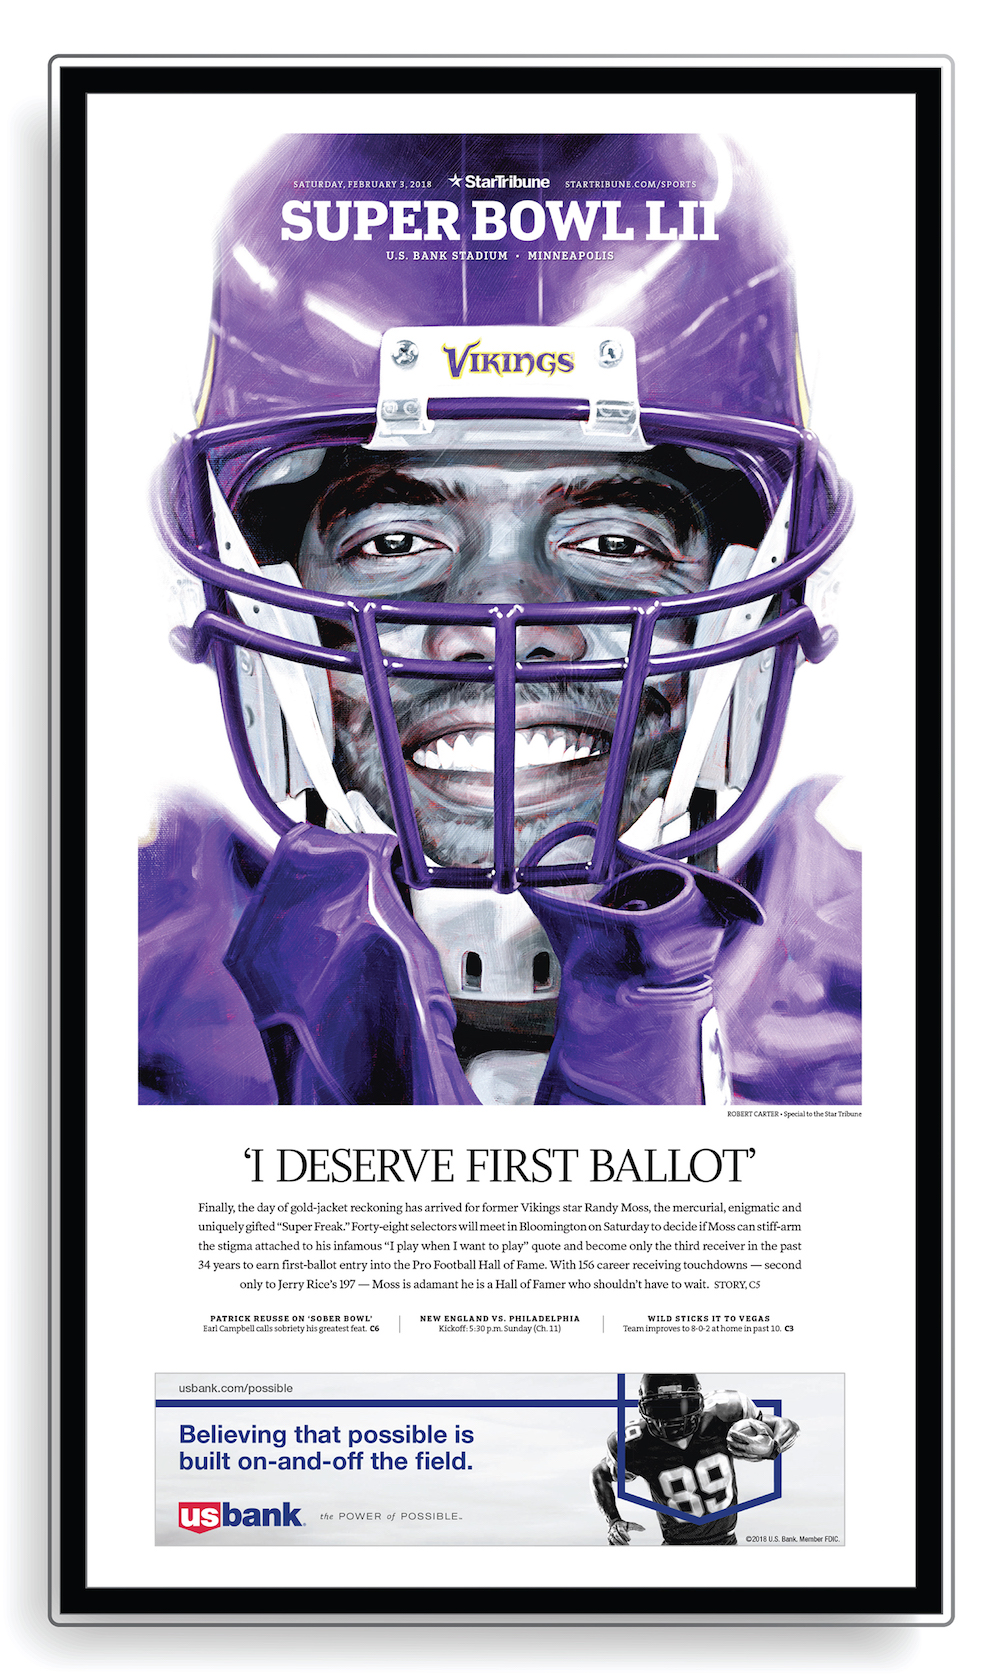 SATURDAY, FEBRUARY 3, 2018 StarTribune STARTRIBUNE.COM/SPORTS
SUPER BOWL LII
U.S. BANK STADIUM • MINNEAPOLIS
VIKINGS
ROBERT CARTER • Special to the Star Tribune
‘I DESERVE FIRST BALLOT’
Finally, the day of gold-jacket reckoning has arrived for former Vikings star Randy Moss, the mercurial, enigmatic and
uniquely gifted “Super Freak.” Forty-eight selectors will meet in Bloomington on Saturday to decide if Moss can stiff-arm
the stigma attached to his infamous “I play when I want to play” quote and become only the third receiver in the past
34 years to earn first-ballot entry into the Pro Football Hall of Fame. With 156 career receiving touchdowns — second
only to Jerry Rice’s 197 — Moss is adamant he is a Hall of Famer who shouldn’t have to wait. STORY, C5
PATRICK REUSSE ON ‘SOBER BOWL’
Earl Campbell calls sobriety his greatest feat. C6
NEW ENGLAND VS. PHILADELPHIA
Kickoff: 5:30 p.m. Sunday (Ch. 11)
WILD STICKS IT TO VEGAS
Team improves to 8-0-2 at home in past 10. C3
usbank.com/possible
Believing that possible is
built on-and-off the field.
89
usbank. the POWER of POSSIBLE
©2018 U.S. Bank. Member FDIC.